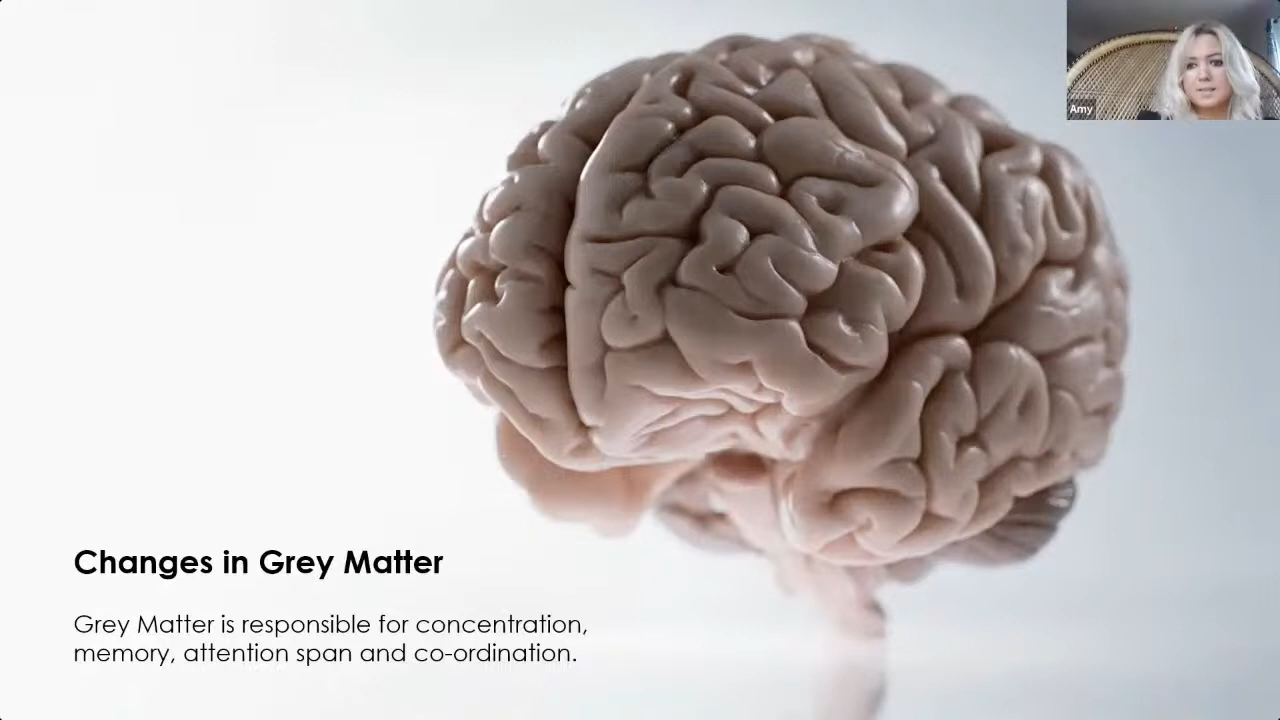 Amy
Changes in Grey Matter
Grey Matter is responsible for concentration,
memory, attention span and co-ordination.